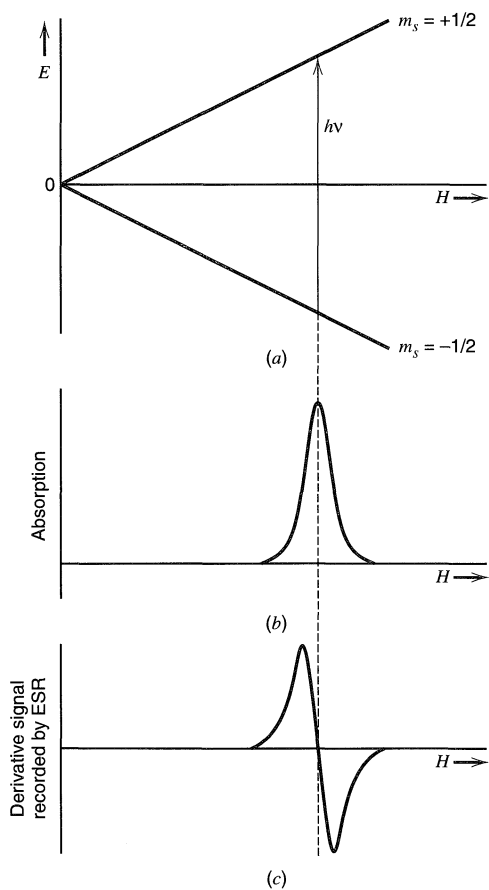 m_s = +1/2
E
hν
0
H
m_s = −1/2
(a)
Absorption
H
(b)
Derivative signal
recorded by ESR
H
(c)